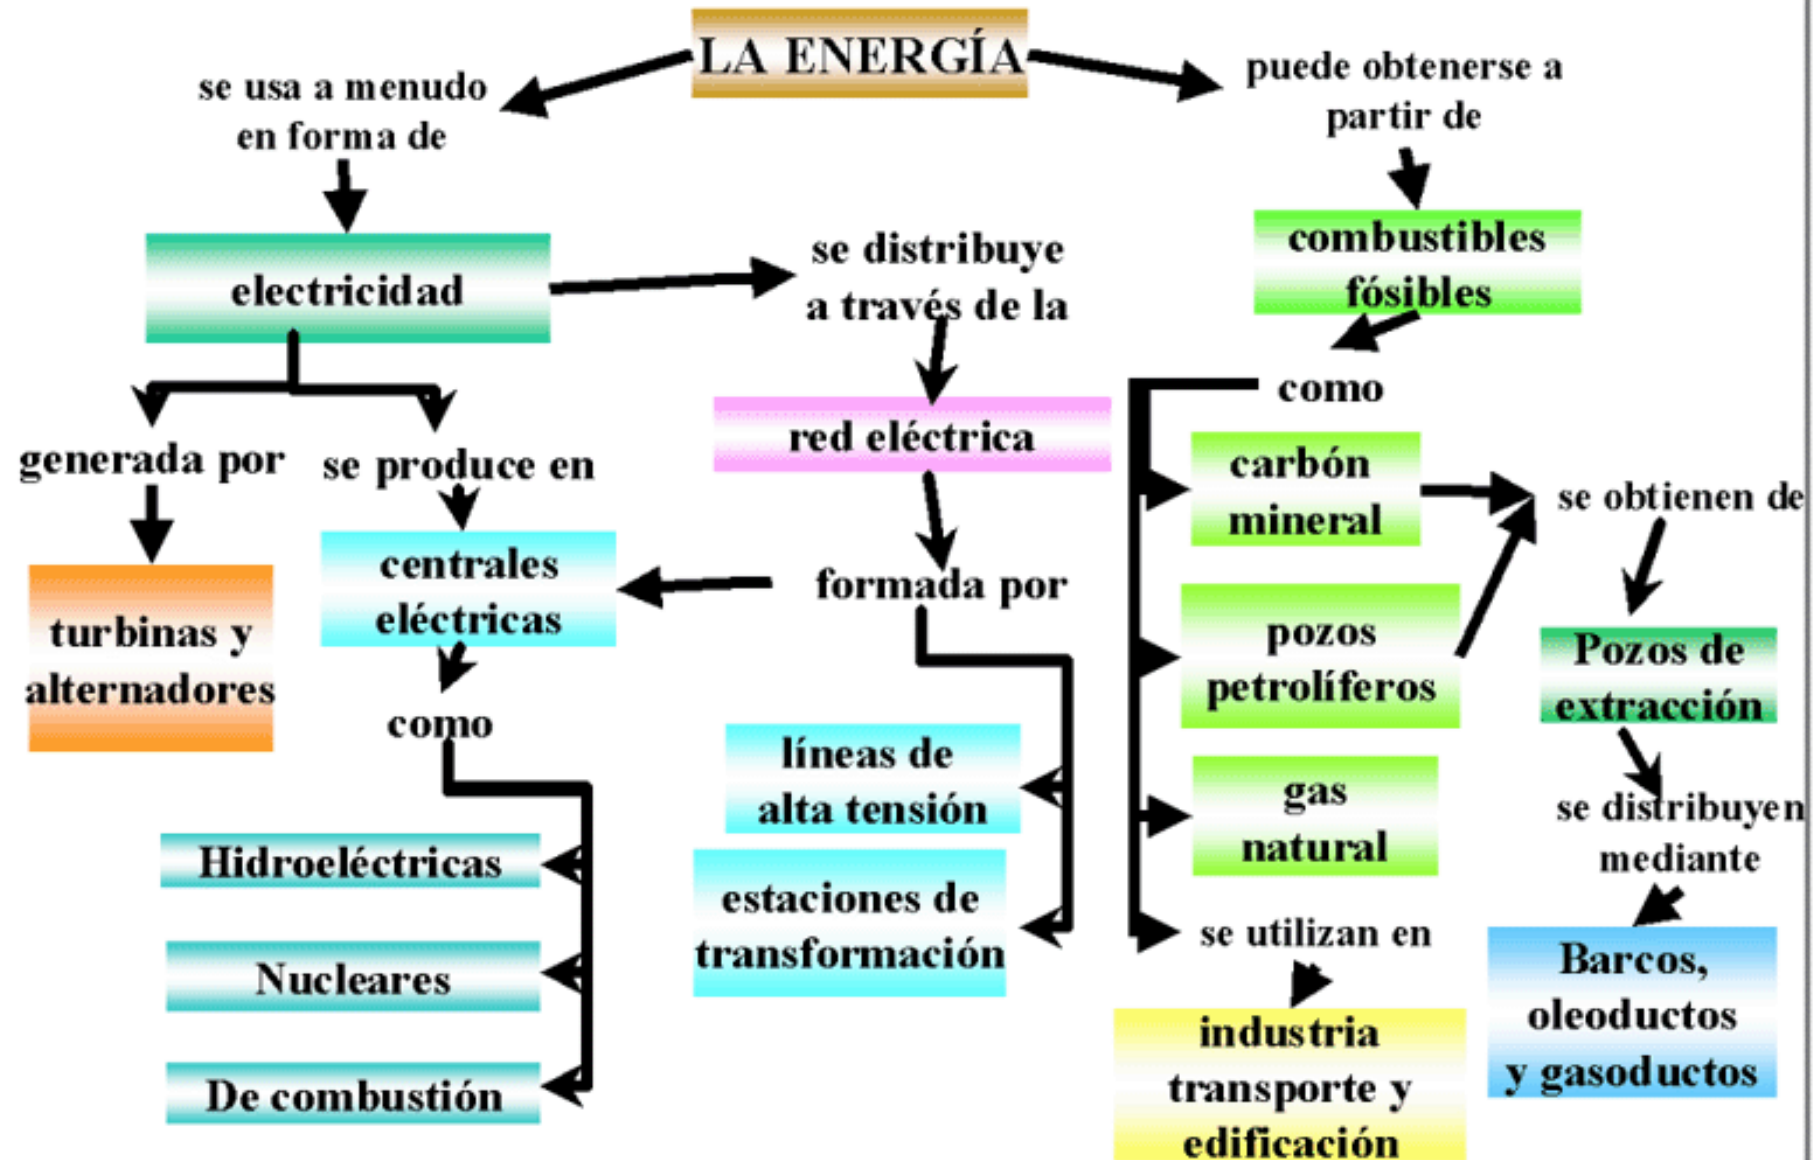 LA ENERGÍA
se usa a menudo
en forma de
puede obtenerse a
partir de
electricidad
se distribuye
a través de la
combustibles
fósibles
generada por
se produce en
red eléctrica
como
turbinas y
alternadores
centrales
eléctricas
formada por
carbón
mineral
se obtienen de
como
líneas de
alta tensión
pozos
petrolíferos
Pozos de
extracción
Hidroeléctricas
estaciones de
transformación
gas
natural
se distribuyen
mediante
Nucleares
se utilizan en
Barcos,
oleoductos
y gasoductos
De combustión
industria
transporte y
edificación